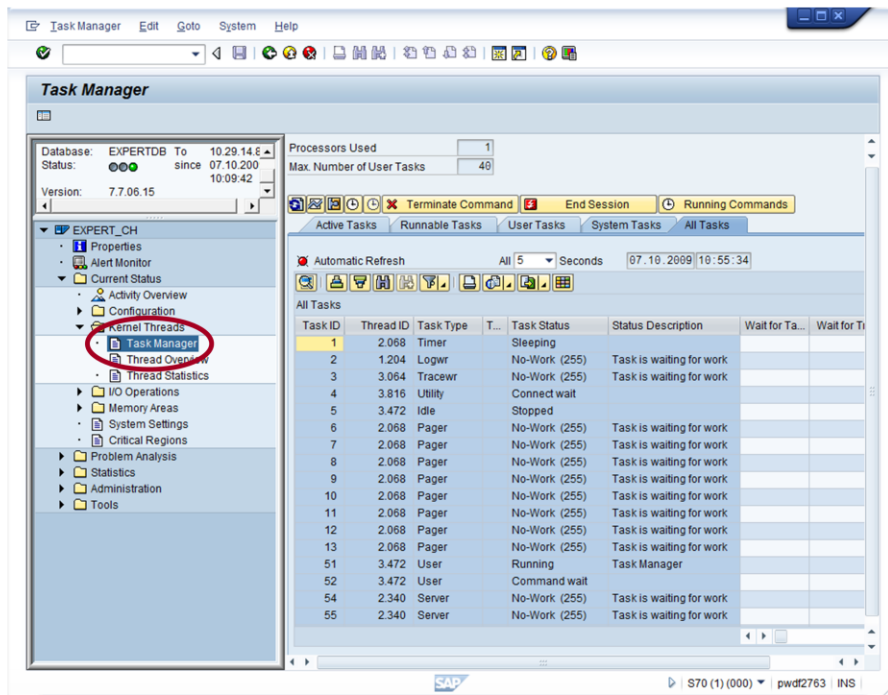 Task Manager Edit Goto System Help
Task Manager
Database: EXPERTDB To 10.29.14.8
Status: since 07.10.200
10:09:42
Version: 7.7.06.15
EXPERT_CH
Properties
Alert Monitor
Current Status
Activity Overview
Configuration
Kernel Threads
Task Manager
Thread Overview
Thread Statistics
I/O Operations
Memory Areas
System Settings
Critical Regions
Problem Analysis
Statistics
Administration
Tools
Processors Used 1
Max. Number of User Tasks 40
Terminate Command End Session Running Commands
Active Tasks Runnable Tasks User Tasks System Tasks All Tasks
Automatic Refresh All 5 Seconds 07.10.2009 10:55:34
All Tasks
Task ID Thread ID Task Type T... Task Status Status Description Wait for Ta... Wait for Tr
1 2.068 Timer Sleeping
2 1.204 Logwr No-Work (255) Task is waiting for work
3 3.064 Tracewr No-Work (255) Task is waiting for work
4 3.816 Utility Connect wait
5 3.472 Idle Stopped
6 2.068 Pager No-Work (255) Task is waiting for work
7 2.068 Pager No-Work (255) Task is waiting for work
8 2.068 Pager No-Work (255) Task is waiting for work
9 2.068 Pager No-Work (255) Task is waiting for work
10 2.068 Pager No-Work (255) Task is waiting for work
11 2.068 Pager No-Work (255) Task is waiting for work
12 2.068 Pager No-Work (255) Task is waiting for work
13 2.068 Pager No-Work (255) Task is waiting for work
51 3.472 User Running Task Manager
52 3.472 User Command wait
54 2.340 Server No-Work (255) Task is waiting for work
55 2.340 Server No-Work (255) Task is waiting for work
SAP S70 (1) (000) pwdf2763 INS